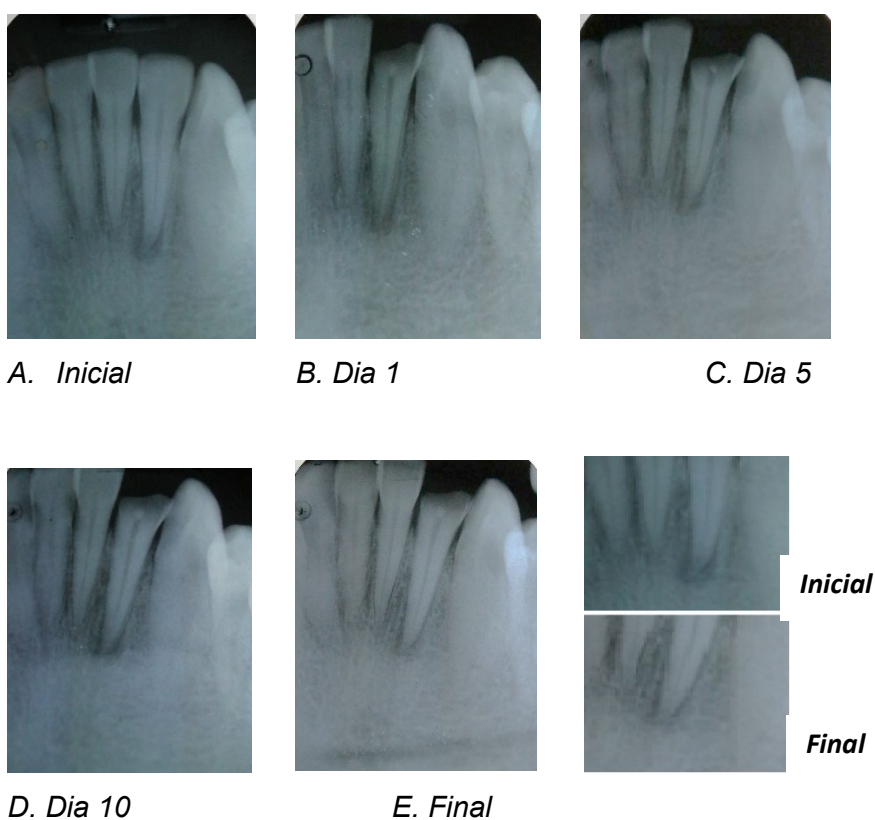 A. Inicial
B. Dia 1
C. Dia 5
Inicial
Final
D. Dia 10
E. Final